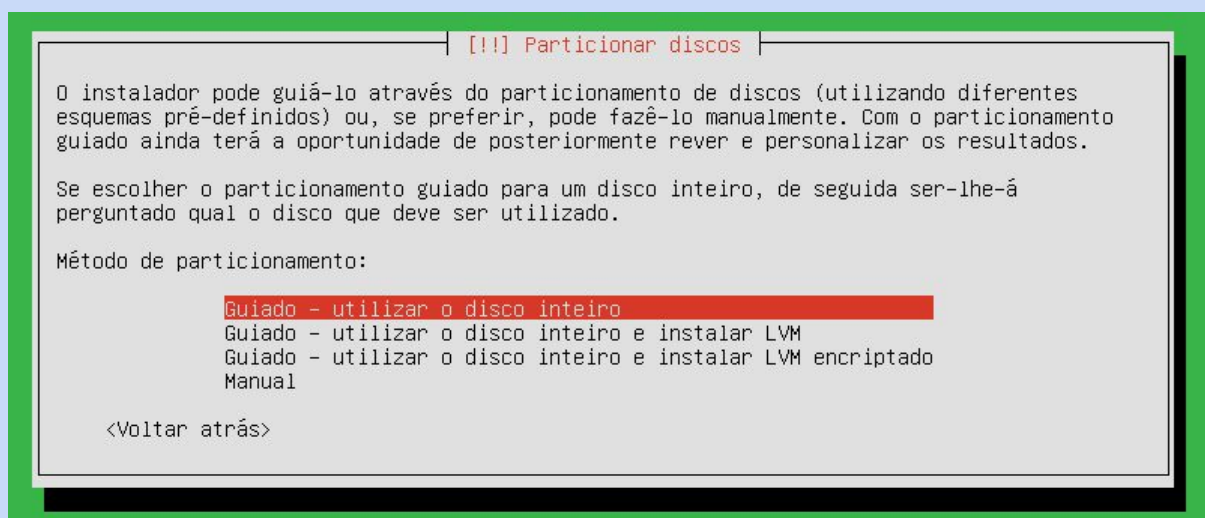 [!!] Particionar discos
O instalador pode guiá-lo através do particionamento de discos (utilizando diferentes
esquemas pré-definidos) ou, se preferir, pode fazê-lo manualmente. Com o particionamento
guiado ainda terá a oportunidade de posteriormente rever e personalizar os resultados.
Se escolher o particionamento guiado para um disco inteiro, de seguida ser-lhe-á
perguntado qual o disco que deve ser utilizado.
Método de particionamento:
Guiado - utilizar o disco inteiro
Guiado - utilizar o disco inteiro e instalar LVM
Guiado - utilizar o disco inteiro e instalar LVM encriptado
Manual
<Voltar atrás>